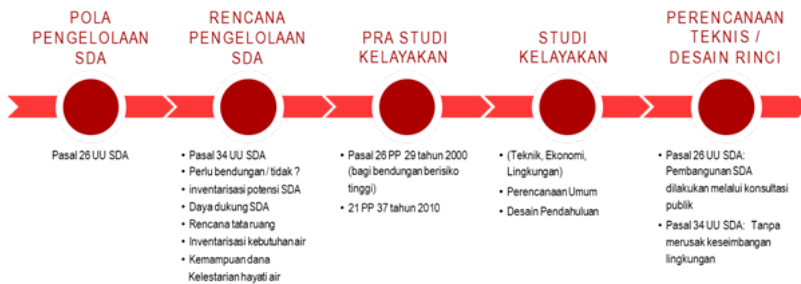 POLA
PENGELOLAAN
SDA
Pasal 26 UU SDA
RENCANA
PENGELOLAAN
SDA
• Pasal 34 UU SDA
• Perlu bendungan / tidak ?
• inventarisasi potensi SDA
• Daya dukung SDA
• Rencana tata ruang
• Inventarisasi kebutuhan air
• Kemampuan dana
Kelestarian hayati air
PRA STUDI
KELAYAKAN
• Pasal 26 PP 29 tahun 2000
(bagi bendungan berisiko
tinggi)
• 21 PP 37 tahun 2010
STUDI
KELAYAKAN
• (Teknik, Ekonomi,
Lingkungan)
• Perencanaan Umum
• Desain Pendahuluan
PERENCANAAN
TEKNIS /
DESAIN RINCI
• Pasal 26 UU SDA:
Pembangunan SDA
dilakukan melalui konsultasi
publik
• Pasal 34 UU SDA: Tanpa
merusak keseimbangan
lingkungan